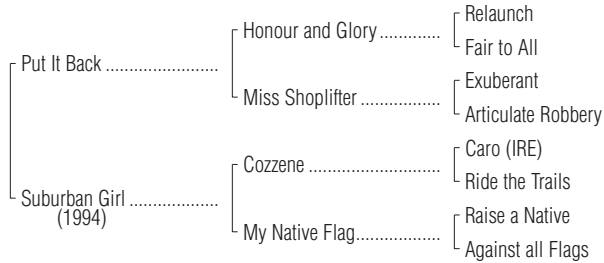 Relaunch
Honour and Glory .............
Fair to All
Put It Back ........................
Exuberant
Miss Shoplifter .................
Articulate Robbery
Caro (IRE)
Cozzene ............................
Ride the Trails
Suburban Girl ...................
(1994)
Raise a Native
My Native Flag..................
Against all Flags